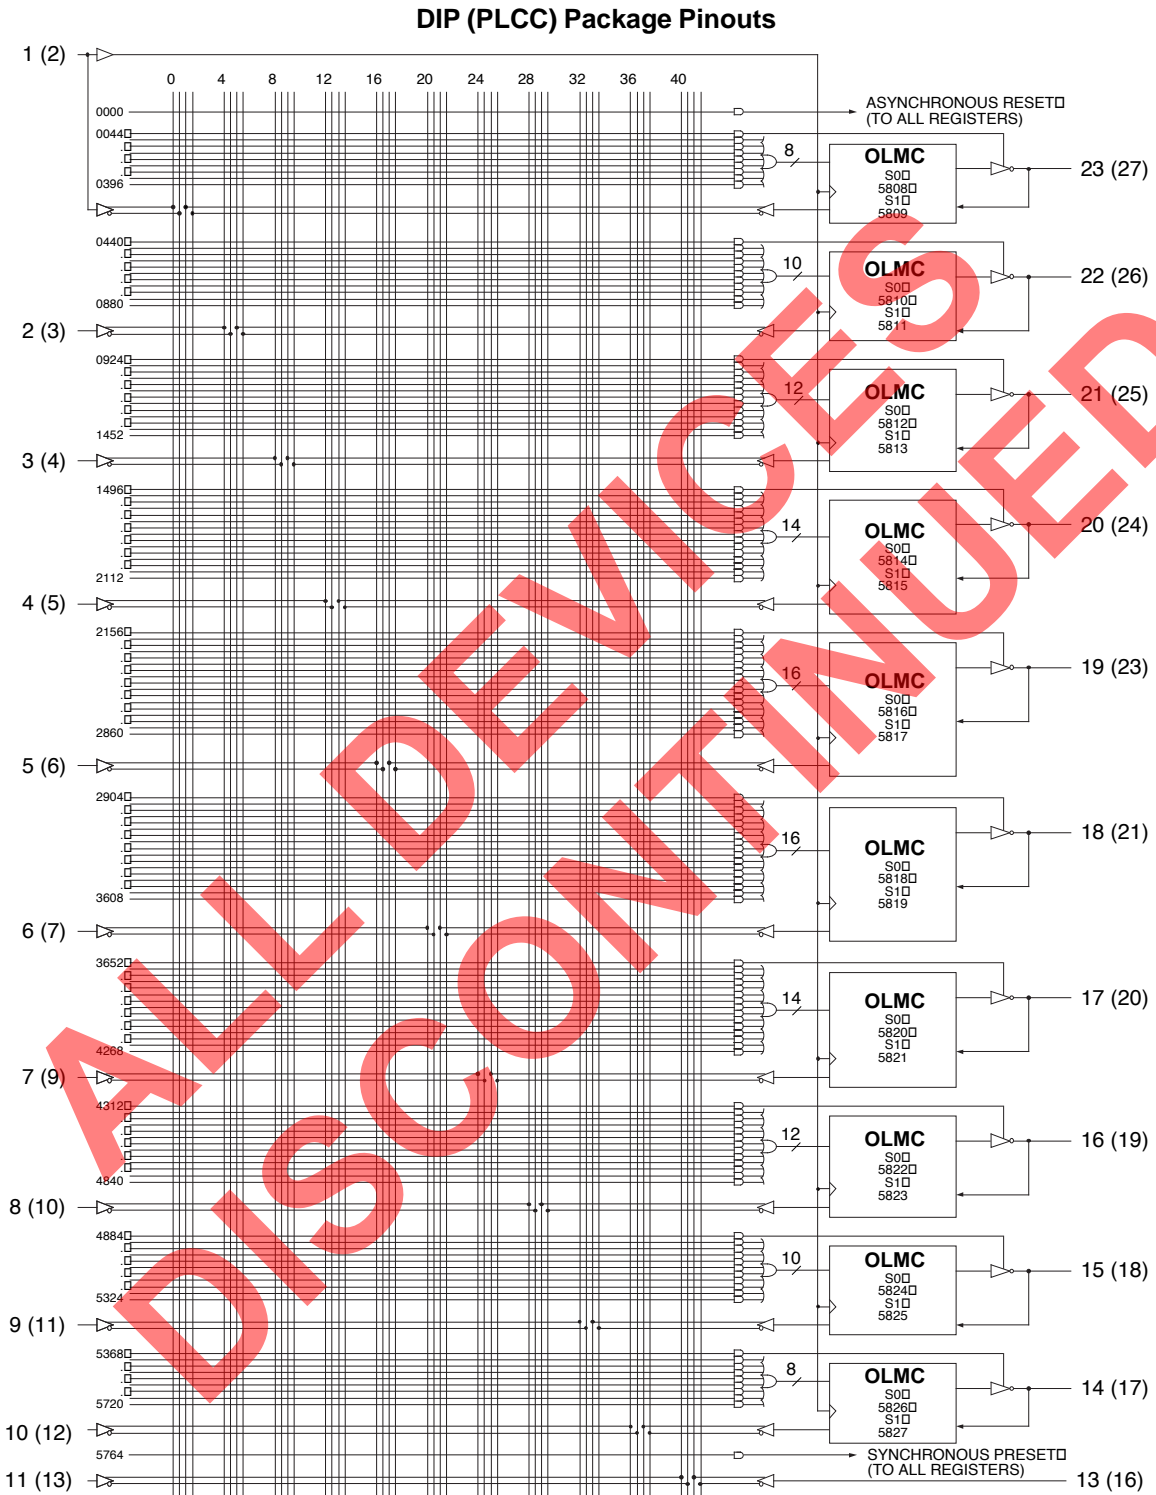 DIP (PLCC) Package Pinouts
1 (2)
0 4 8 12 16 20 24 28 32 36 40
0000
ASYNCHRONOUS RESET
(TO ALL REGISTERS)
0044
8
OLMC
S0
5808
S1
5809
23 (27)
0396
0440
10
OLMC
S0
5810
S1
5811
22 (26)
0880
2 (3)
0924
12
OLMC
S0
5812
S1
5813
21 (25)
1452
3 (4)
1496
14
OLMC
S0
5814
S1
5815
20 (24)
2112
4 (5)
2156
16
OLMC
S0
5816
S1
5817
19 (23)
2860
5 (6)
2904
16
OLMC
S0
5818
S1
5819
18 (21)
3608
6 (7)
3652
14
OLMC
S0
5820
S1
5821
17 (20)
4268
7 (9)
4312
12
OLMC
S0
5822
S1
5823
16 (19)
4840
8 (10)
4884
10
OLMC
S0
5824
S1
5825
15 (18)
5324
9 (11)
5368
8
OLMC
S0
5826
S1
5827
14 (17)
5720
10 (12)
5764
SYNCHRONOUS PRESET
(TO ALL REGISTERS)
11 (13)
13 (16)
ALL DEVICES
DISCONTINUED